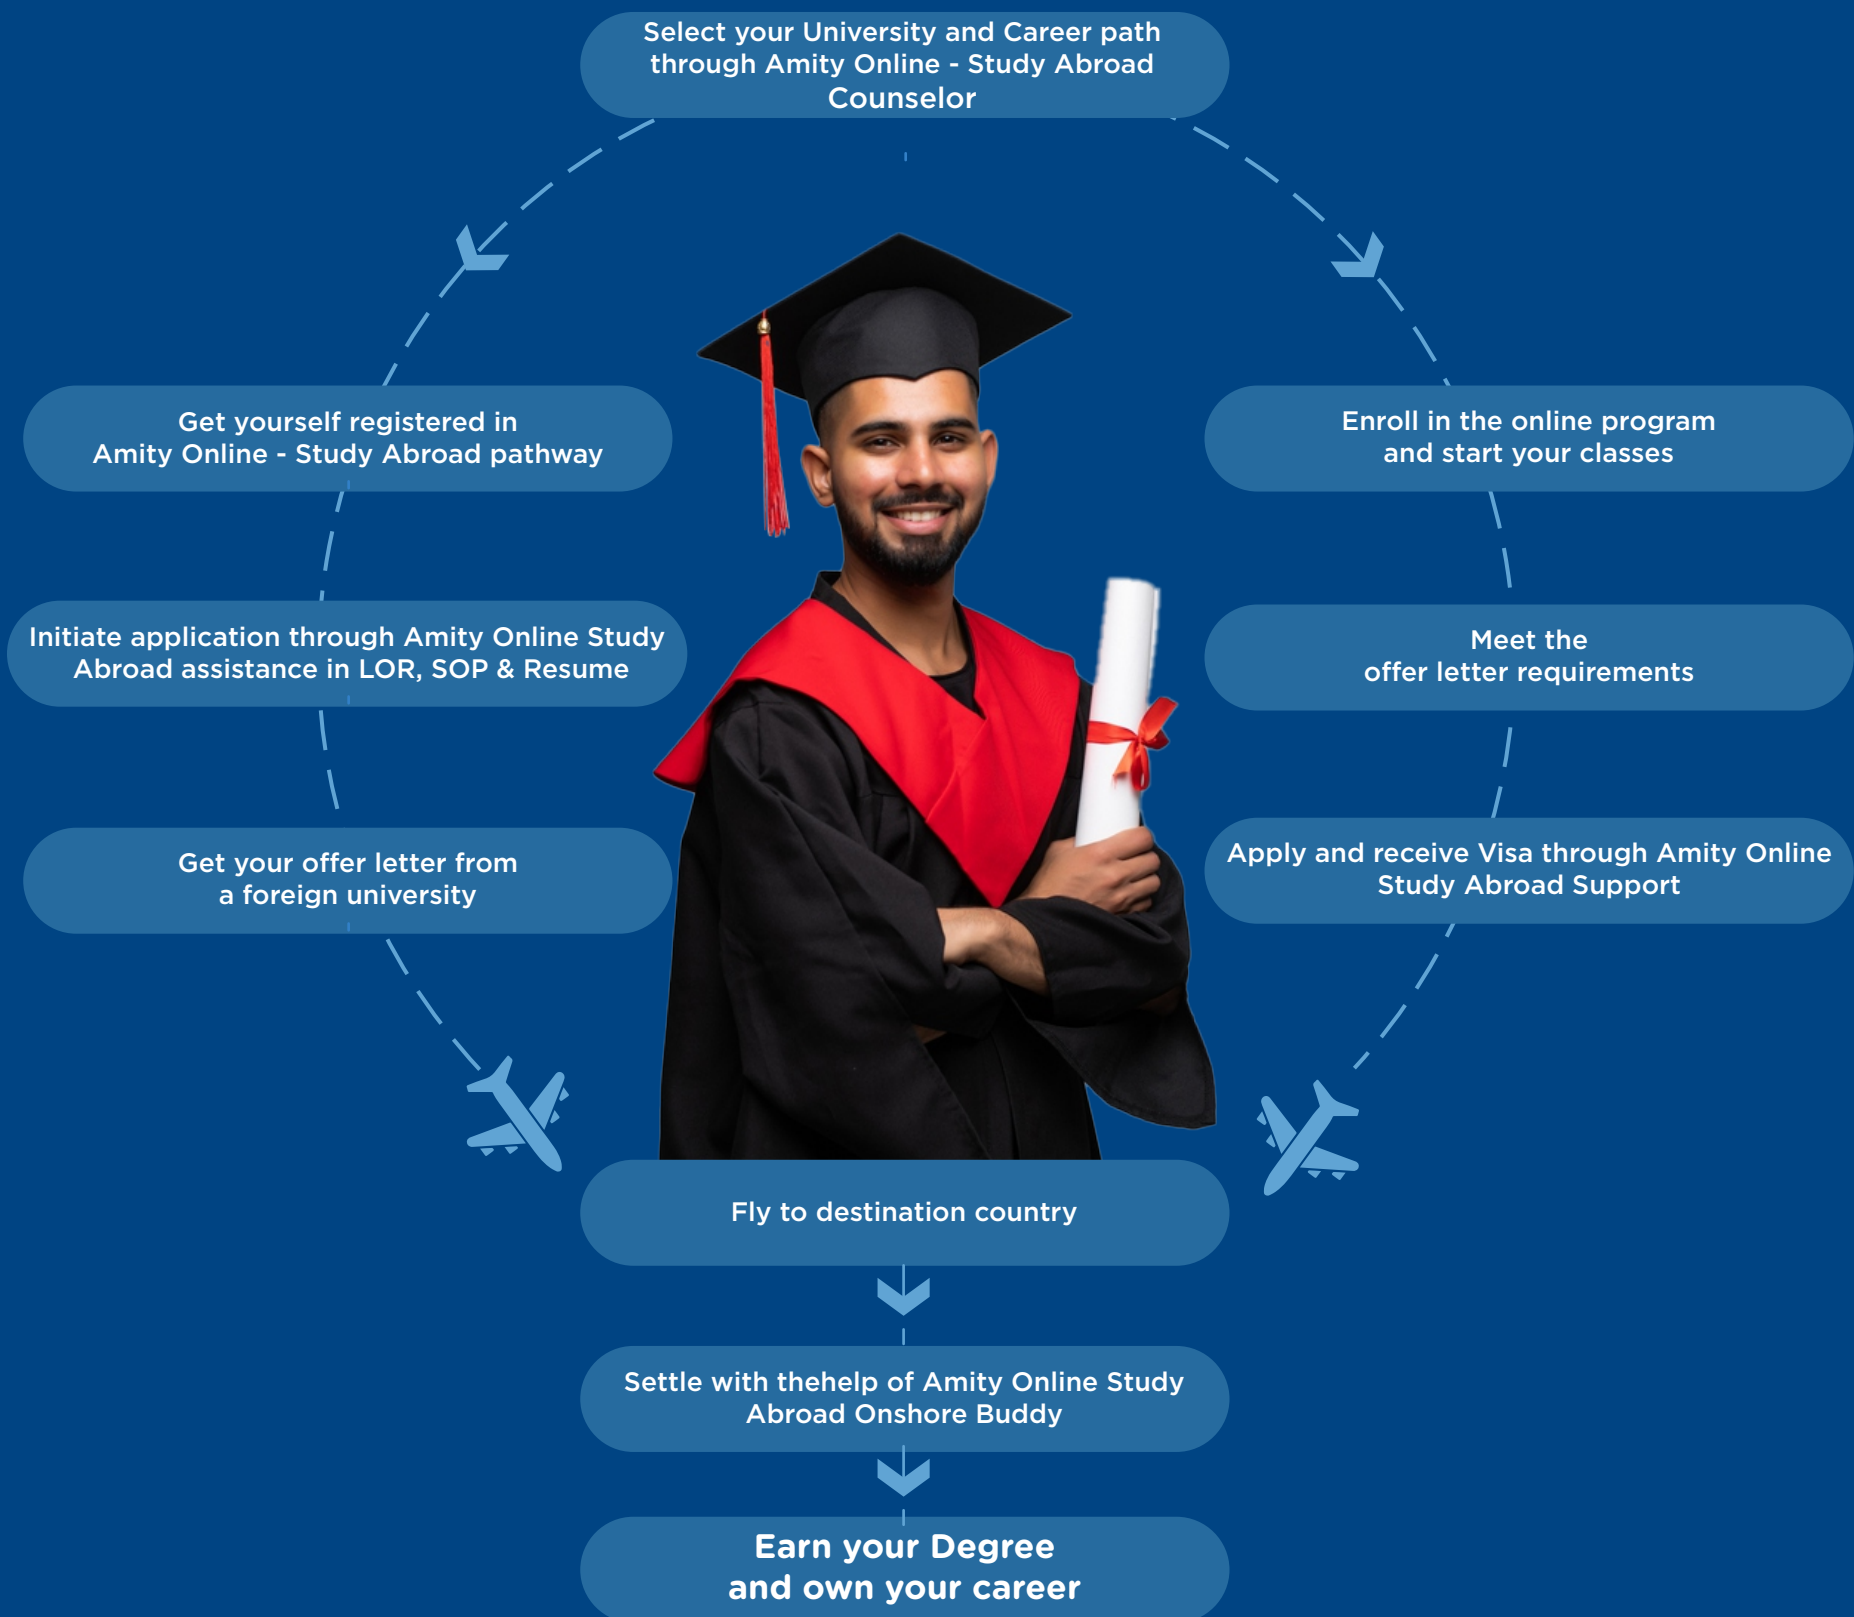 Select your University and Career path
through Amity Online - Study Abroad
Counselor
Get yourself registered in
Amity Online - Study Abroad pathway
Initiate application through Amity Online Study
Abroad assistance in LOR, SOP & Resume
Get your offer letter from
a foreign university
Enroll in the online program
and start your classes
Meet the
offer letter requirements
Apply and receive Visa through Amity Online
Study Abroad Support
Fly to destination country
Settle with thehelp of Amity Online Study
Abroad Onshore Buddy
Earn your Degree
and own your career